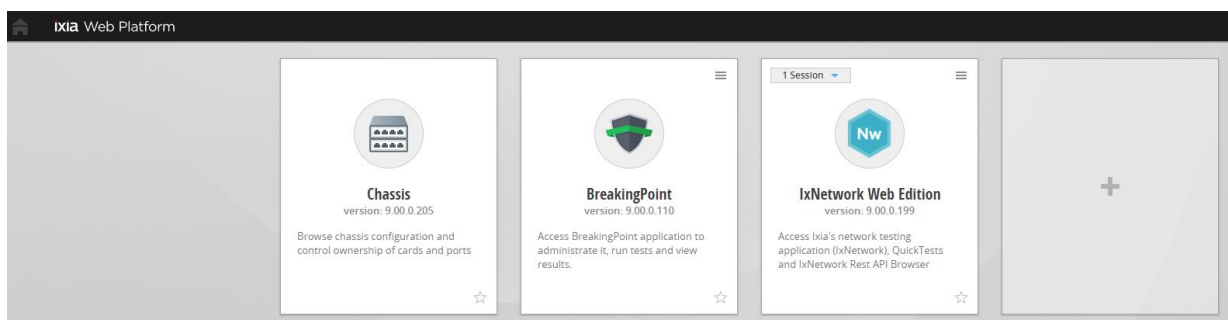 ixia Web Platform
1 Session
Nw
Chassis
version: 9.00.0.205
Browse chassis configuration and
control ownership of cards and ports
BreakingPoint
version: 9.00.0.110
Access BreakingPoint application to
administrate it, run tests and view
results.
IxNetwork Web Edition
version: 9.00.0.199
Access Ixia's network testing
application (IxNetwork), QuickTests
and IxNetwork Rest API Browser